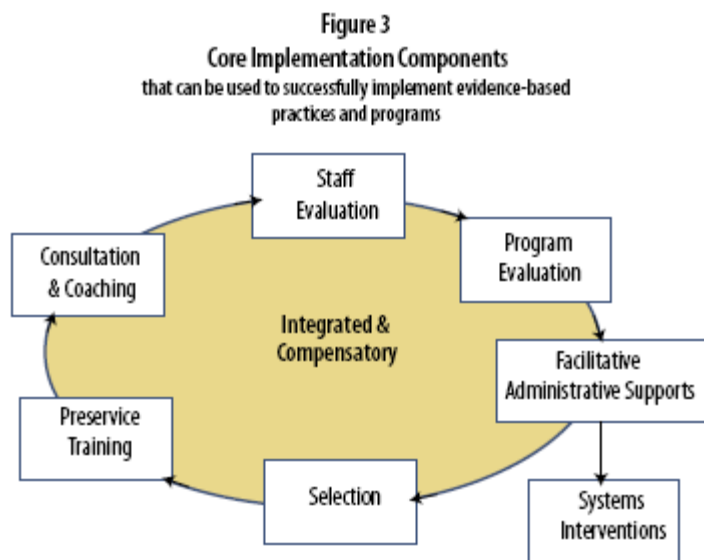 Figure 3
Core Implementation Components
that can be used to successfully implement evidence-based
practices and programs
Staff
Evaluation
Program
Evaluation
Consultation
& Coaching
Integrated &
Compensatory
Facilitative
Administrative Supports
Preservice
Training
Selection
Systems
Interventions